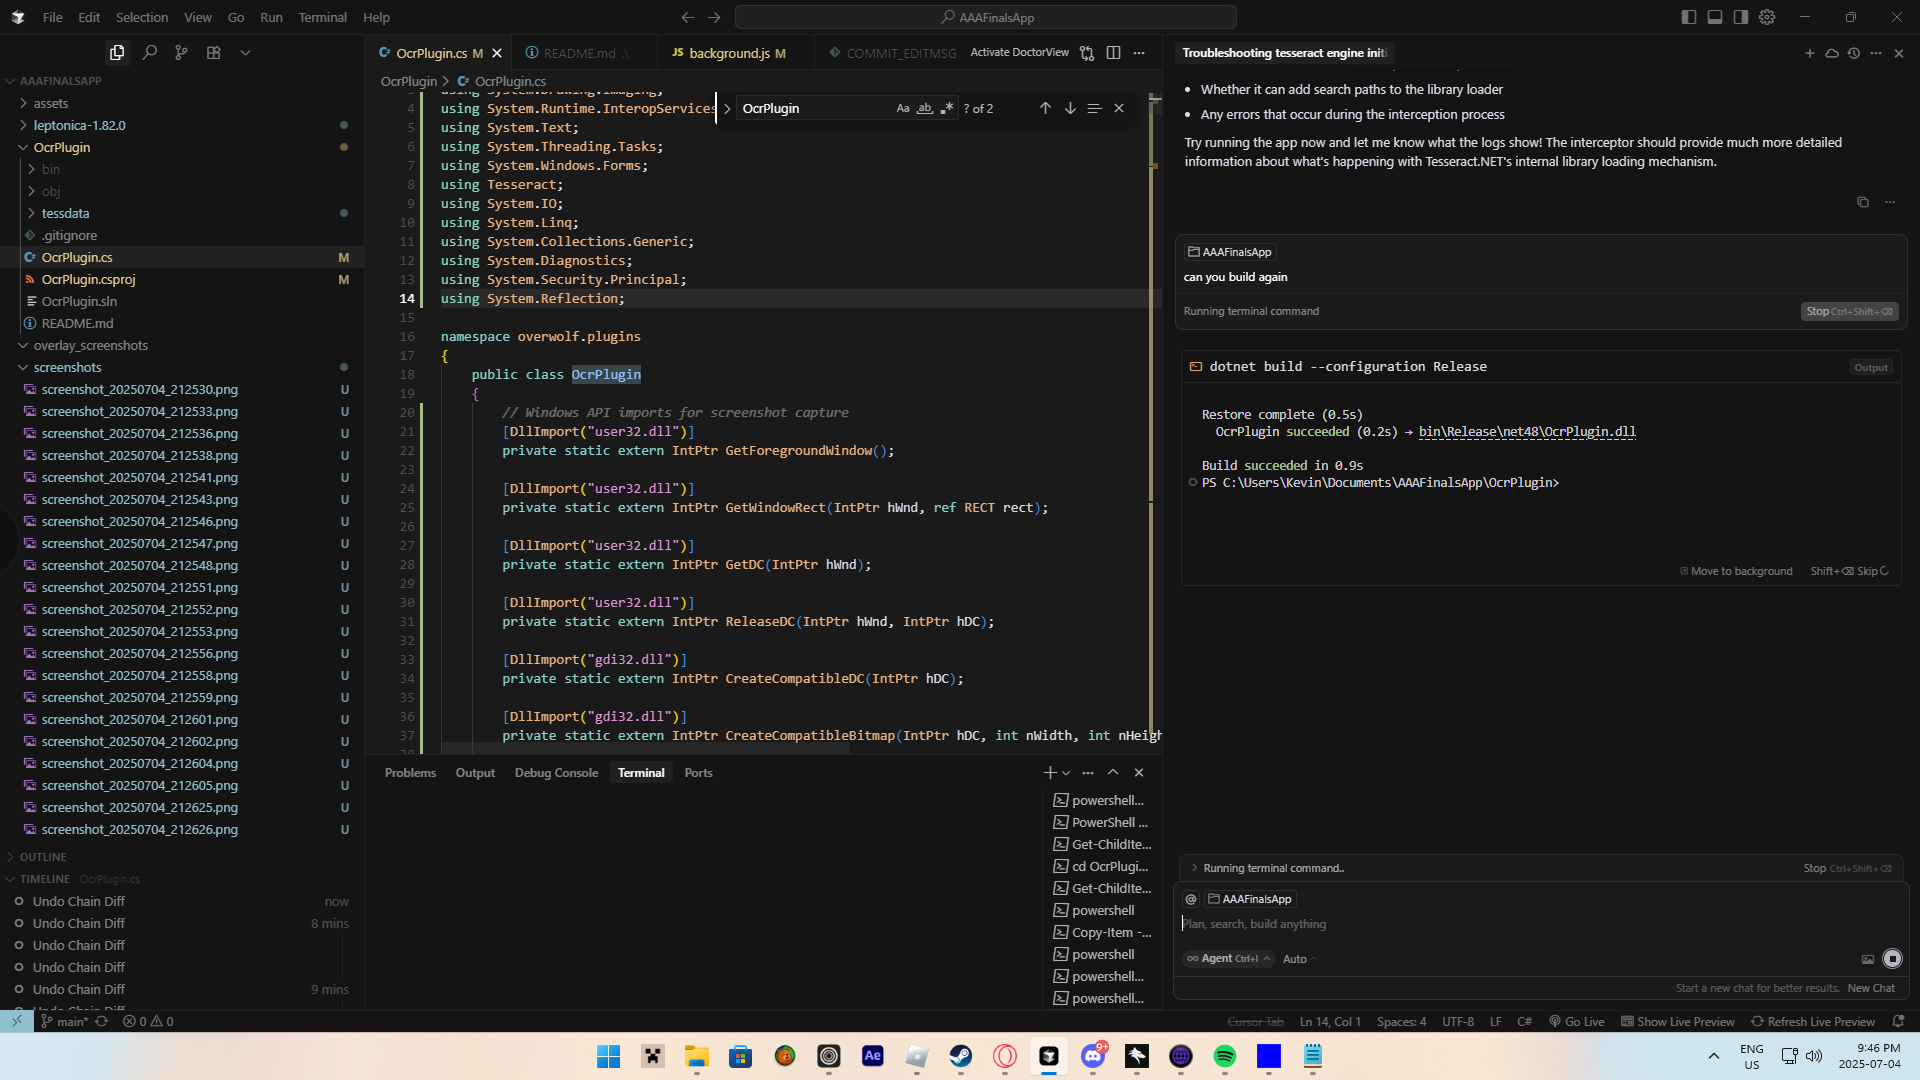 File Edit Selection View Go Run Terminal Help
AAAFinalsApp
AAAFINALSAPP
assets
leptonica-1.82.0
OcrPlugin
bin
obj
tessdata
.gitignore
OcrPlugin.cs M
OcrPlugin.csproj M
OcrPlugin.sln
README.md
overlay_screenshots
screenshots
screenshot_20250704_212530.png U
screenshot_20250704_212533.png U
screenshot_20250704_212536.png U
screenshot_20250704_212538.png U
screenshot_20250704_212541.png U
screenshot_20250704_212543.png U
screenshot_20250704_212546.png U
screenshot_20250704_212547.png U
screenshot_20250704_212548.png U
screenshot_20250704_212551.png U
screenshot_20250704_212552.png U
screenshot_20250704_212553.png U
screenshot_20250704_212556.png U
screenshot_20250704_212558.png U
screenshot_20250704_212559.png U
screenshot_20250704_212601.png U
screenshot_20250704_212602.png U
screenshot_20250704_212604.png U
screenshot_20250704_212605.png U
screenshot_20250704_212625.png U
screenshot_20250704_212626.png U
OUTLINE
TIMELINE OcrPlugin.cs
Undo Chain Diff now
Undo Chain Diff 8 mins
Undo Chain Diff
Undo Chain Diff
Undo Chain Diff 9 mins
OcrPlugin.cs M README.md .\ JS background.js M COMMIT_EDITMSG Activate DoctorView
OcrPlugin > OcrPlugin.cs
OcrPlugin Aa ab ? of 2
3 using System.Drawing.Imaging;
4 using System.Runtime.InteropServices
5 using System.Text;
6 using System.Threading.Tasks;
7 using System.Windows.Forms;
8 using Tesseract;
9 using System.IO;
10 using System.Linq;
11 using System.Collections.Generic;
12 using System.Diagnostics;
13 using System.Security.Principal;
14 using System.Reflection;
15
16 namespace overwolf.plugins
17 {
18 public class OcrPlugin
19 {
20 // Windows API imports for screenshot capture
21 [DllImport("user32.dll")]
22 private static extern IntPtr GetForegroundWindow();
23
24 [DllImport("user32.dll")]
25 private static extern IntPtr GetWindowRect(IntPtr hWnd, ref RECT rect);
26
27 [DllImport("user32.dll")]
28 private static extern IntPtr GetDC(IntPtr hWnd);
29
30 [DllImport("user32.dll")]
31 private static extern IntPtr ReleaseDC(IntPtr hWnd, IntPtr hDC);
32
33 [DllImport("gdi32.dll")]
34 private static extern IntPtr CreateCompatibleDC(IntPtr hDC);
35
36 [DllImport("gdi32.dll")]
37 private static extern IntPtr CreateCompatibleBitmap(IntPtr hDC, int nWidth, int nHeigh
38
Problems Output Debug Console Terminal Ports
powershell...
PowerShell ...
Get-ChildIte...
cd OcrPlugi...
Get-ChildIte...
powershell
Copy-Item -...
powershell
powershell...
powershell...
Troubleshooting tesseract engine initi
• Whether it can add search paths to the library loader
• Any errors that occur during the interception process
Try running the app now and let me know what the logs show! The interceptor should provide much more detailed
information about what's happening with Tesseract.NET's internal library loading mechanism.
AAAFinalsApp
can you build again
Running terminal command Stop Ctrl+Shift+⌫
dotnet build --configuration Release Output
Restore complete (0.5s)
OcrPlugin succeeded (0.2s) → bin\Release\net48\OcrPlugin.dll
Build succeeded in 0.9s
PS C:\Users\Kevin\Documents\AAAFinalsApp\OcrPlugin>
Move to background Shift+⌫ Skip
Running terminal command.. Stop Ctrl+Shift+⌫
@ AAAFinalsApp
Plan, search, build anything
∞ Agent Ctrl+I Auto
Start a new chat for better results. New Chat
main* 0 0 Cursor Tab Ln 14, Col 1 Spaces: 4 UTF-8 LF C# Go Live Show Live Preview Refresh Live Preview
Ae 9+ ENG 9:46 PM
US 2025-07-04